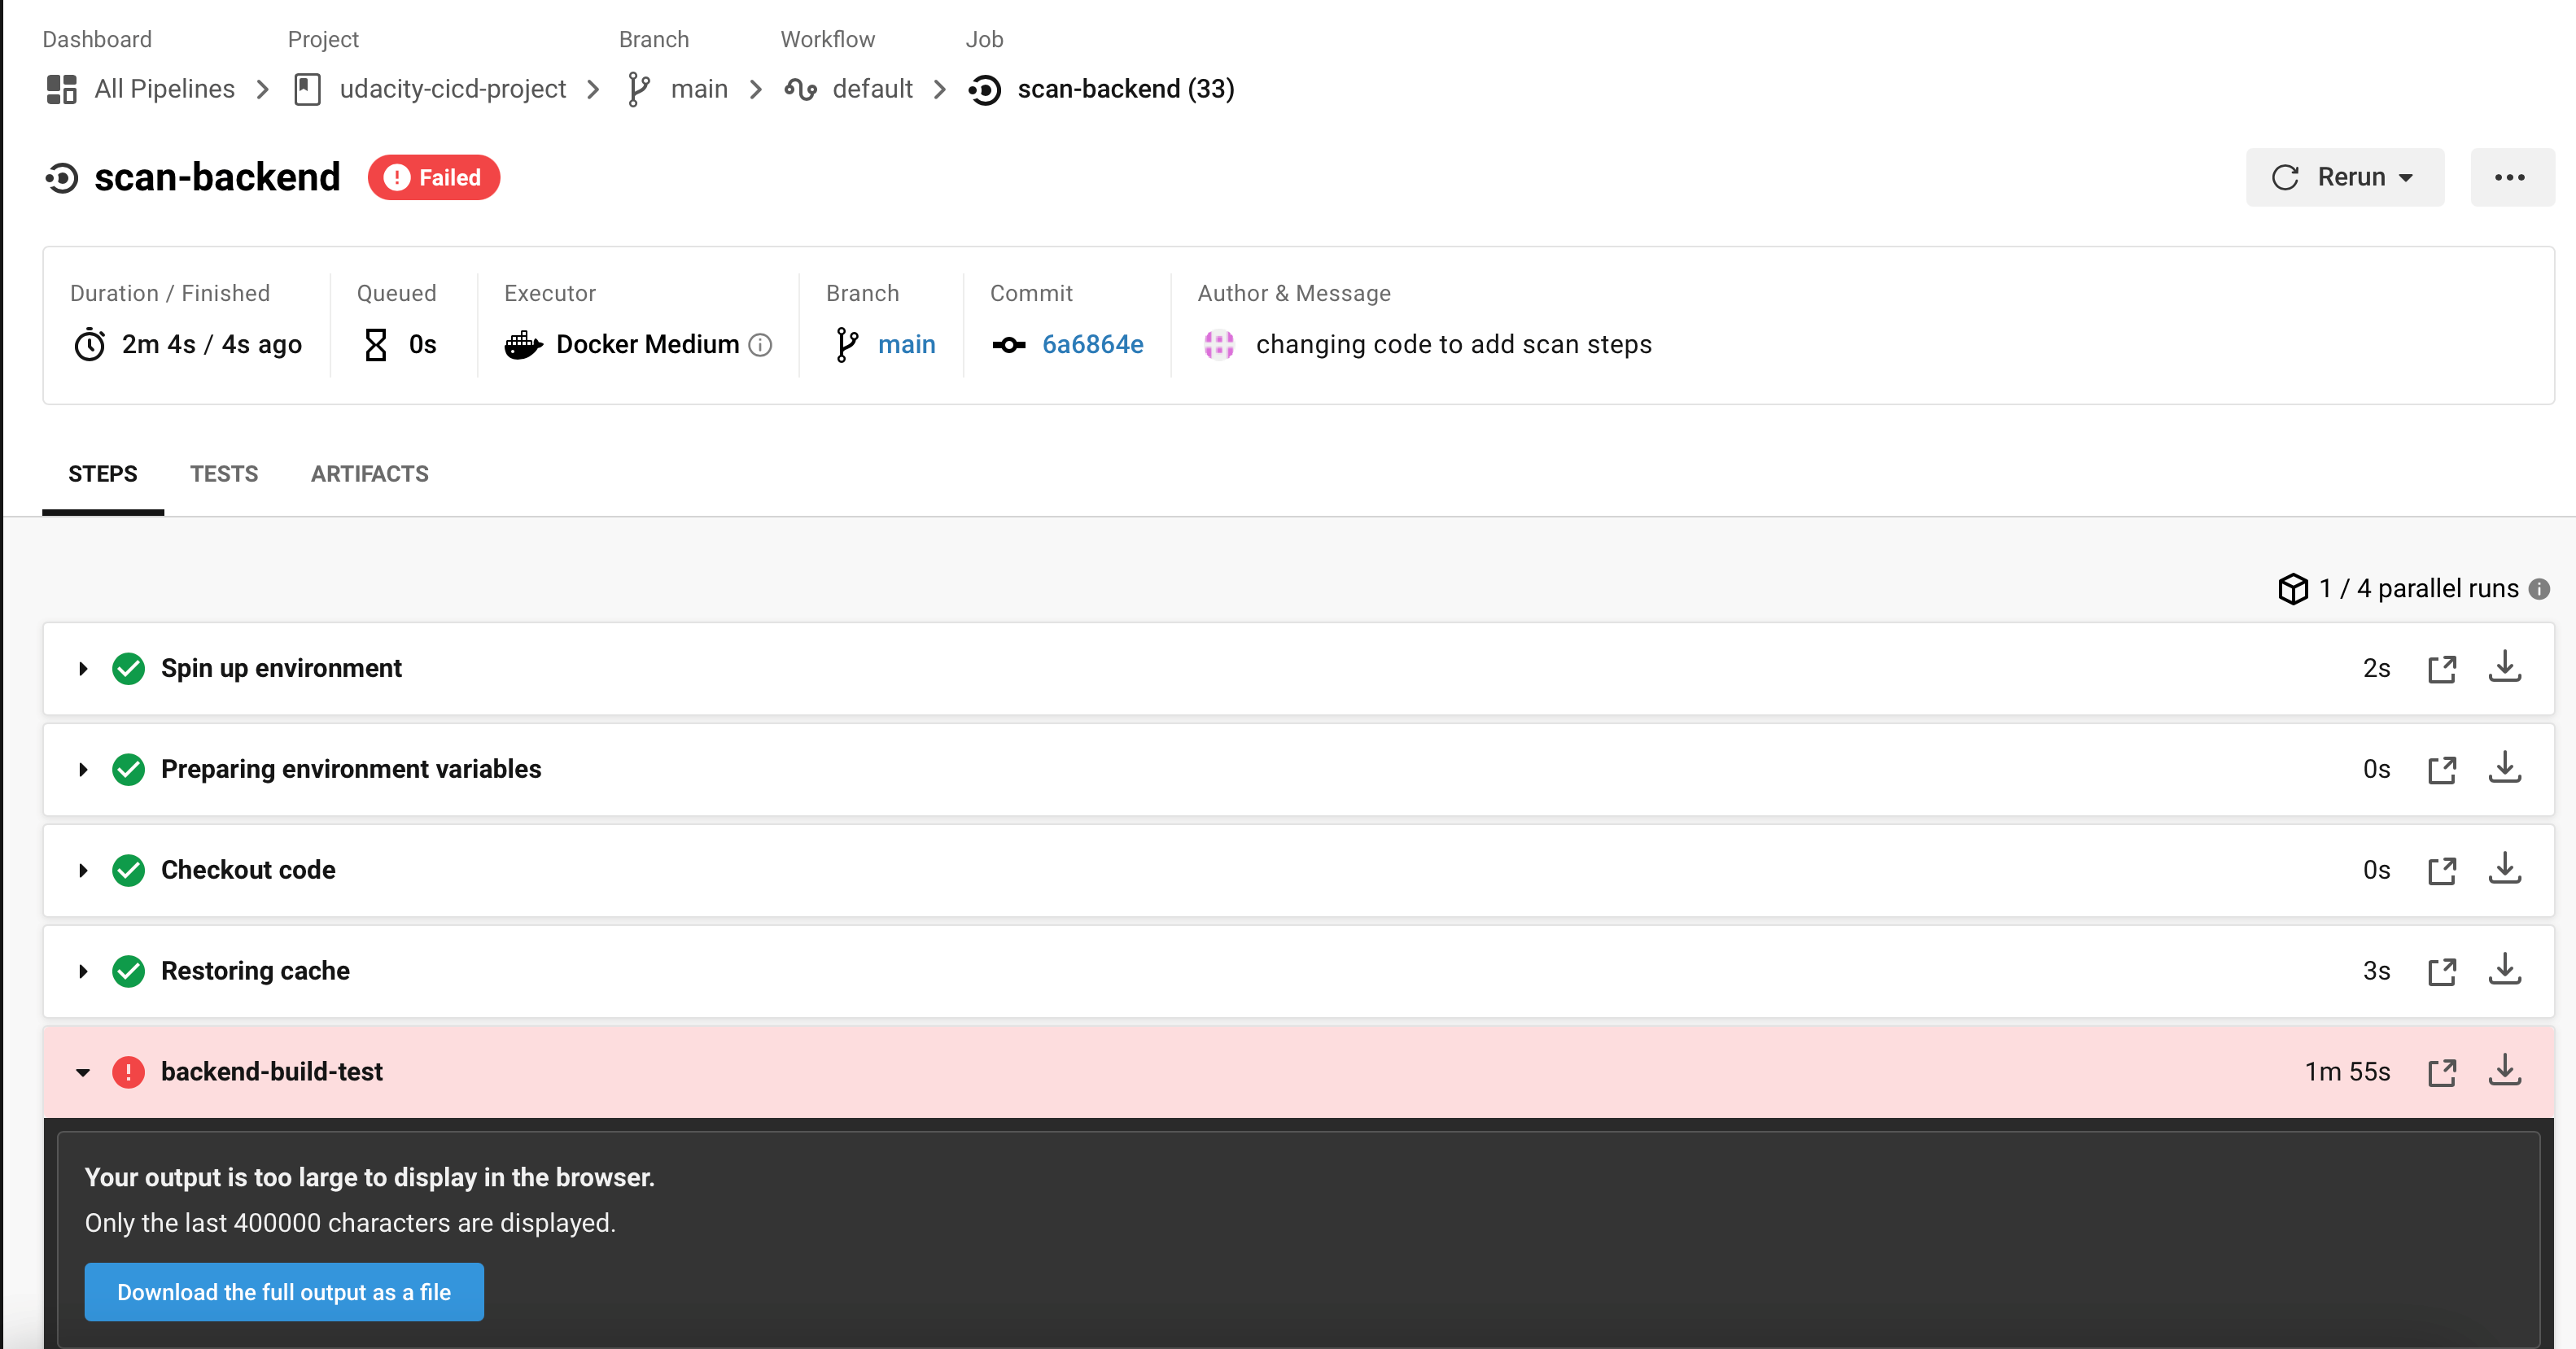 Dashboard Project Branch Workflow Job
All Pipelines udacity-cicd-project main default scan-backend (33)
scan-backend Failed Rerun
Duration / Finished Queued Executor Branch Commit Author & Message
2m 4s / 4s ago 0s Docker Medium main 6a6864e changing code to add scan steps
STEPS TESTS ARTIFACTS
1 / 4 parallel runs
Spin up environment 2s
Preparing environment variables 0s
Checkout code 0s
Restoring cache 3s
backend-build-test 1m 55s
Your output is too large to display in the browser.
Only the last 400000 characters are displayed.
Download the full output as a file